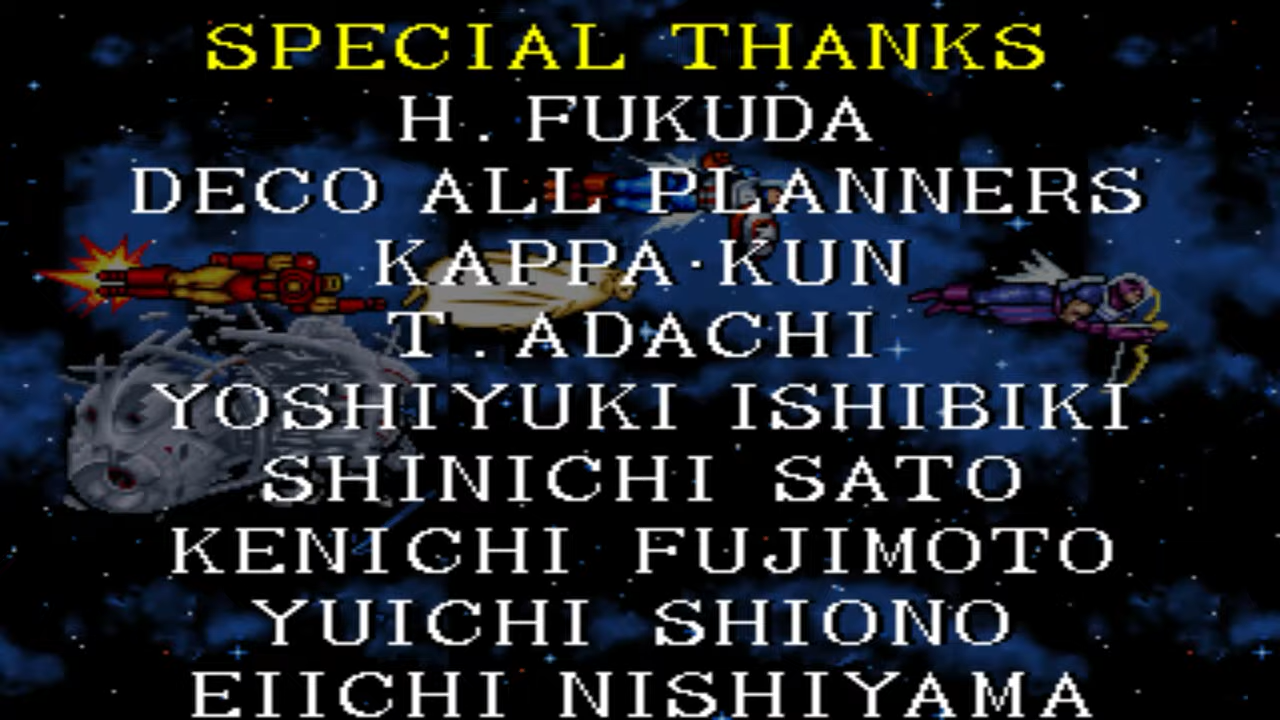 SPECIAL THANKS
H. FUKUDA
DECO ALL PLANNERS
KAPPA·KUN
T. ADACHI
YOSHIYUKI ISHIBIKI
SHINICHI SATO
KENICHI FUJIMOTO
YUICHI SHIONO
EIICHI NISHIYAMA